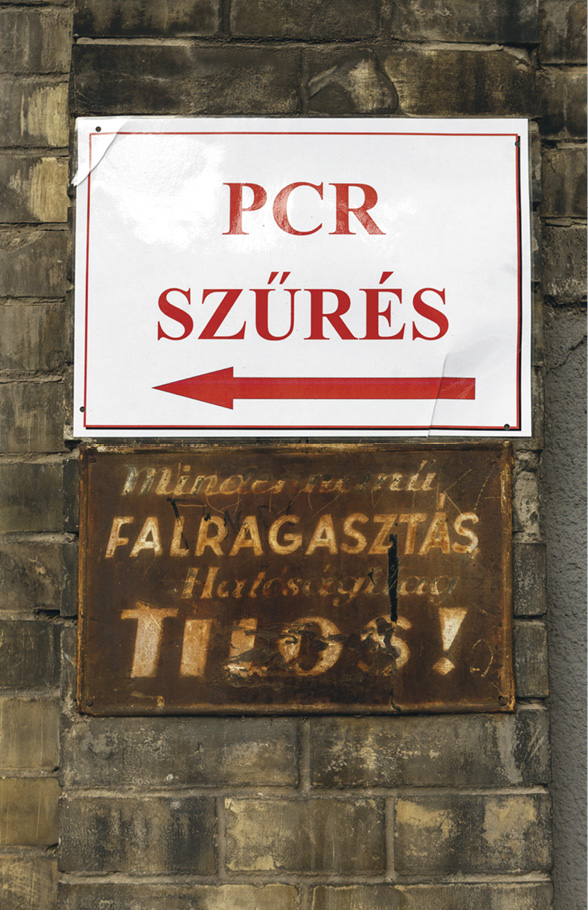 PCR
SZŰRÉS
Mindennemű
FALRAGASZTÁS
Hatóságilag
TILOS!